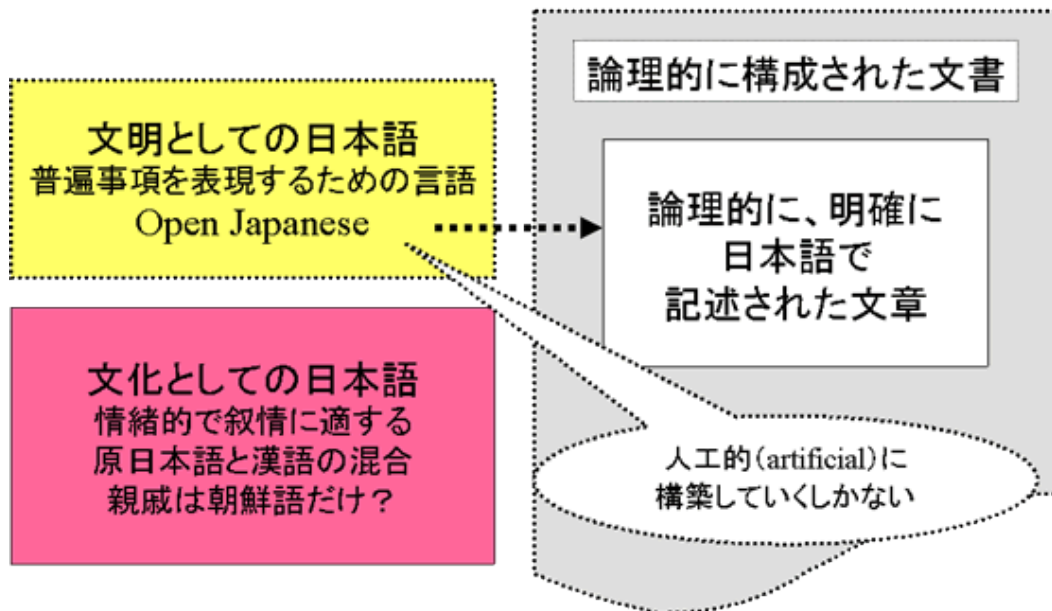 文明としての日本語
普遍事項を表現するための言語
Open Japanese
文化としての日本語
情緒的で叙情に適する
原日本語と漢語の混合
親戚は朝鮮語だけ？
論理的に構成された文書
論理的に、明確に
日本語で
記述された文章
人工的（artificial）に
構築していくしかない